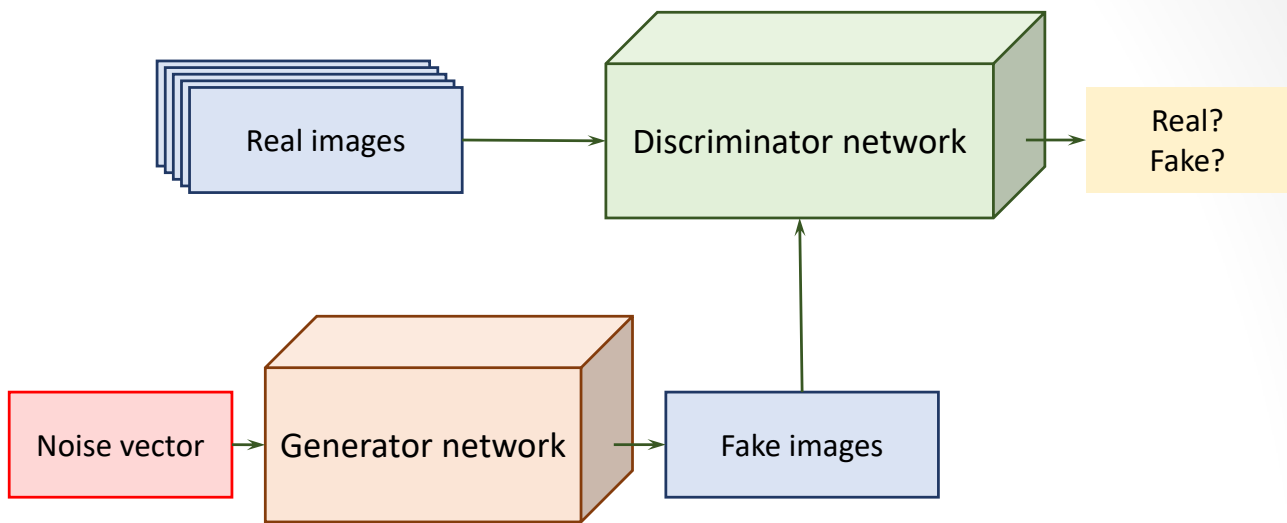 Real images
Discriminator network
Real?
Fake?
Noise vector
Generator network
Fake images